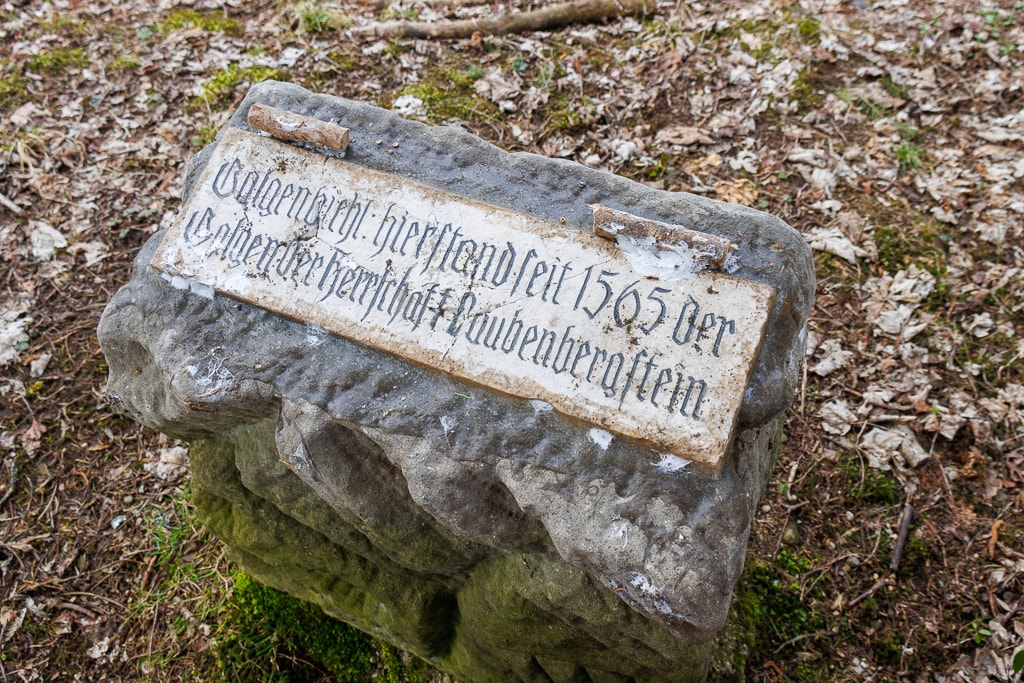 Galgenbichl: hier stand seit 1565 der
Galgen der Herrschaft Laubenbergstein